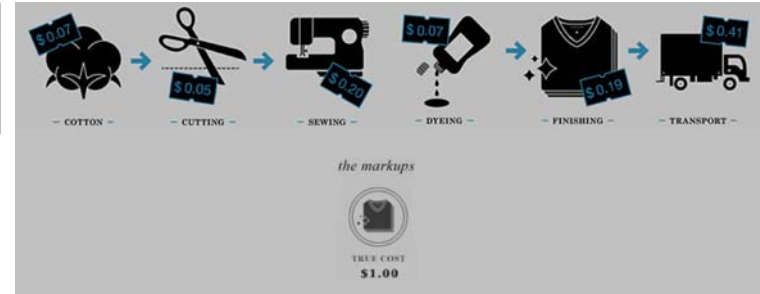 $0.07
$0.05
$0.20
$0.07
$0.19
$0.41
– COTTON –
– CUTTING –
– SEWING –
– DYEING –
– FINISHING –
– TRANSPORT –
the markups
TRUE COST
$1.00